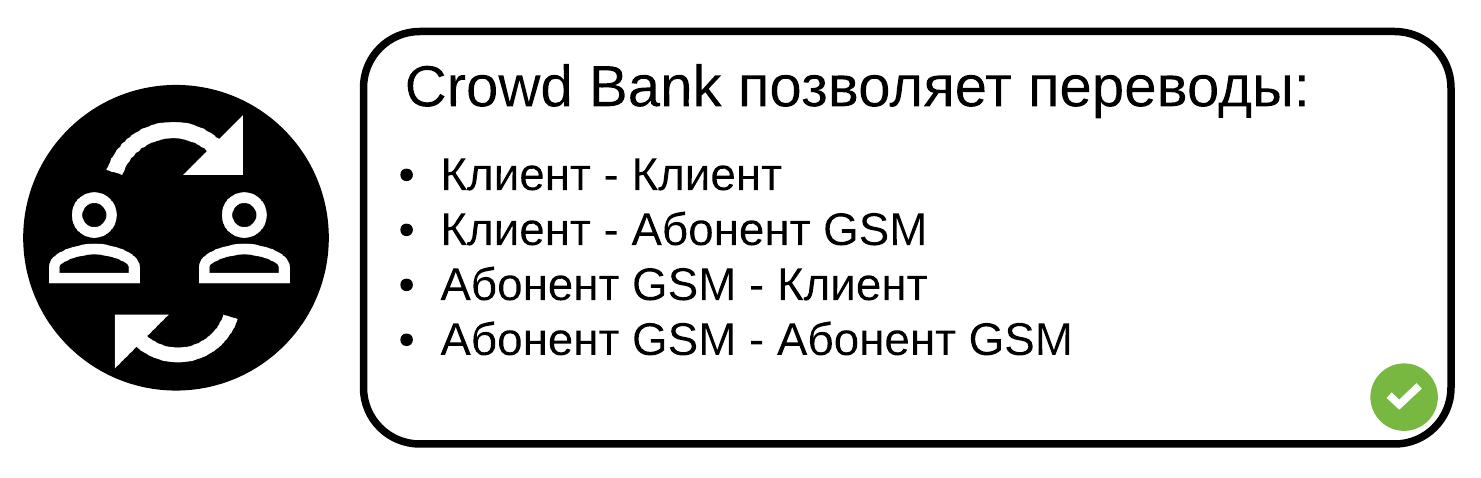 Crowd Bank позволяет переводы:
• Клиент - Клиент
• Клиент - Абонент GSM
• Абонент GSM - Клиент
• Абонент GSM - Абонент GSM